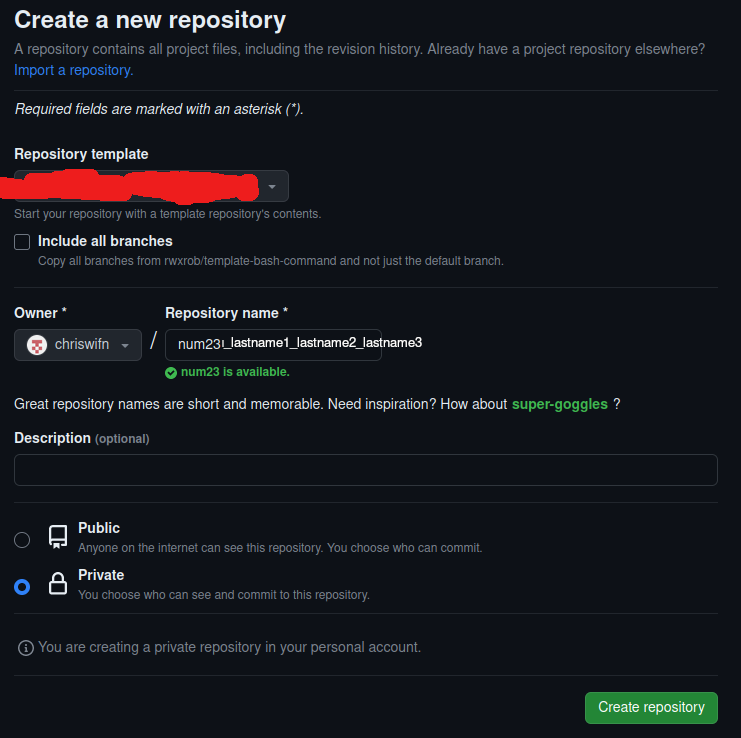 Create a new repository
A repository contains all project files, including the revision history. Already have a project repository elsewhere?
Import a repository.
Required fields are marked with an asterisk (*).
Repository template
Start your repository with a template repository's contents.
Include all branches
Copy all branches from rwxrob/template-bash-command and not just the default branch.
Owner *
Repository name *
chriswifn / num23_lastname1_lastname2_lastname3
num23 is available.
Great repository names are short and memorable. Need inspiration? How about super-goggles ?
Description (optional)
Public
Anyone on the internet can see this repository. You choose who can commit.
Private
You choose who can see and commit to this repository.
You are creating a private repository in your personal account.
Create repository